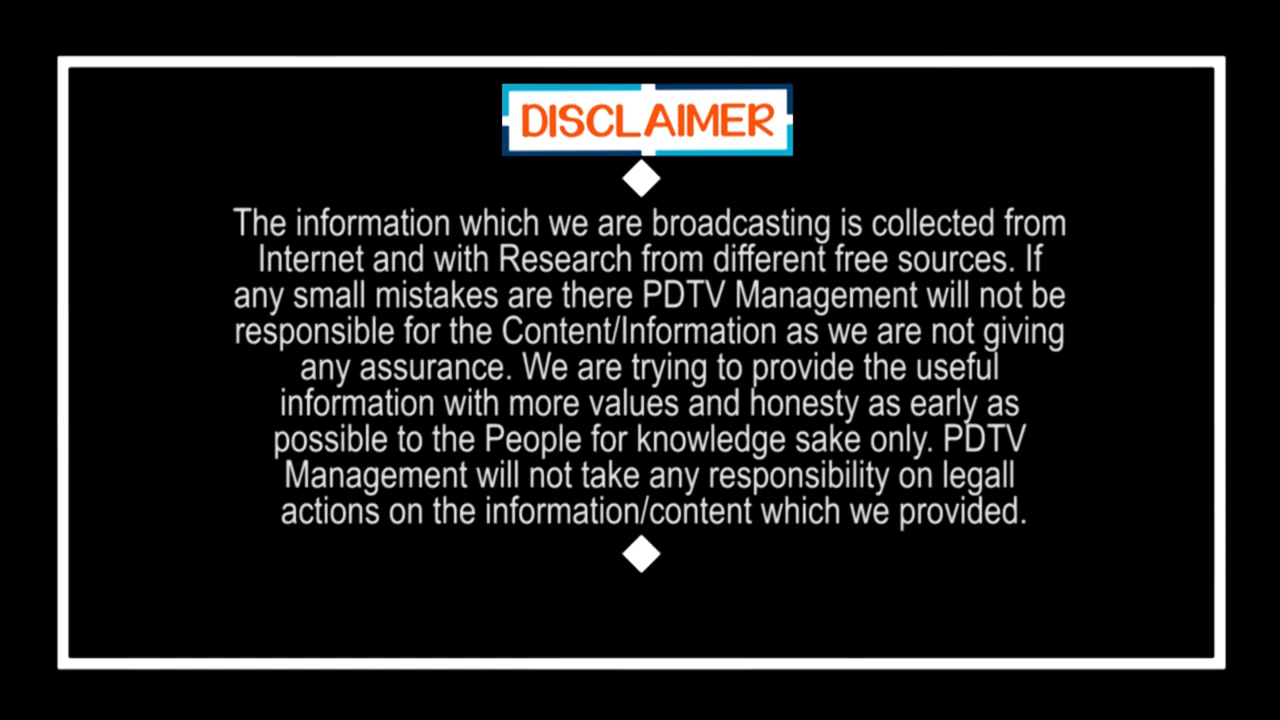 DISCLAIMER
The information which we are broadcasting is collected from
Internet and with Research from different free sources. If
any small mistakes are there PDTV Management will not be
responsible for the Content/Information as we are not giving
any assurance. We are trying to provide the useful
information with more values and honesty as early as
possible to the People for knowledge sake only. PDTV
Management will not take any responsibility on legall
actions on the information/content which we provided.